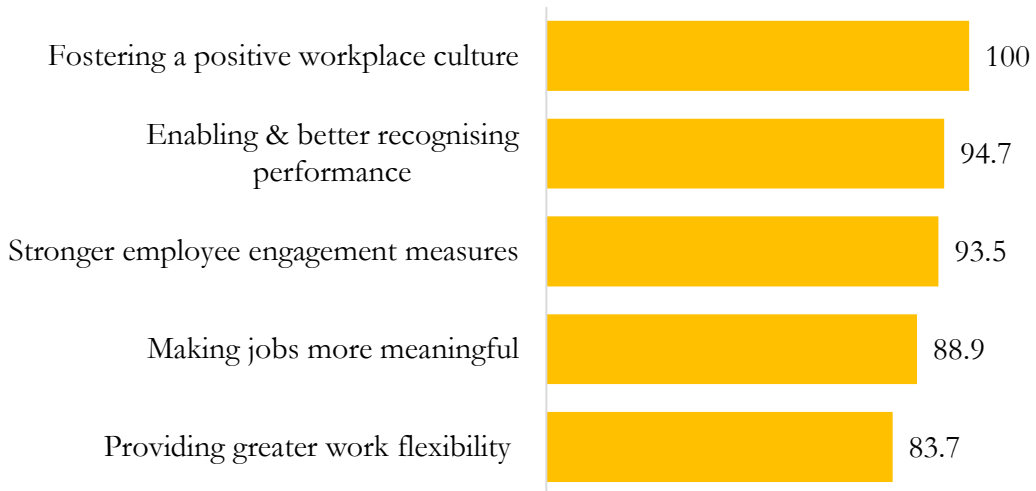 Fostering a positive workplace culture
100
Enabling & better recognising
performance
94.7
Stronger employee engagement measures
93.5
Making jobs more meaningful
88.9
Providing greater work flexibility
83.7